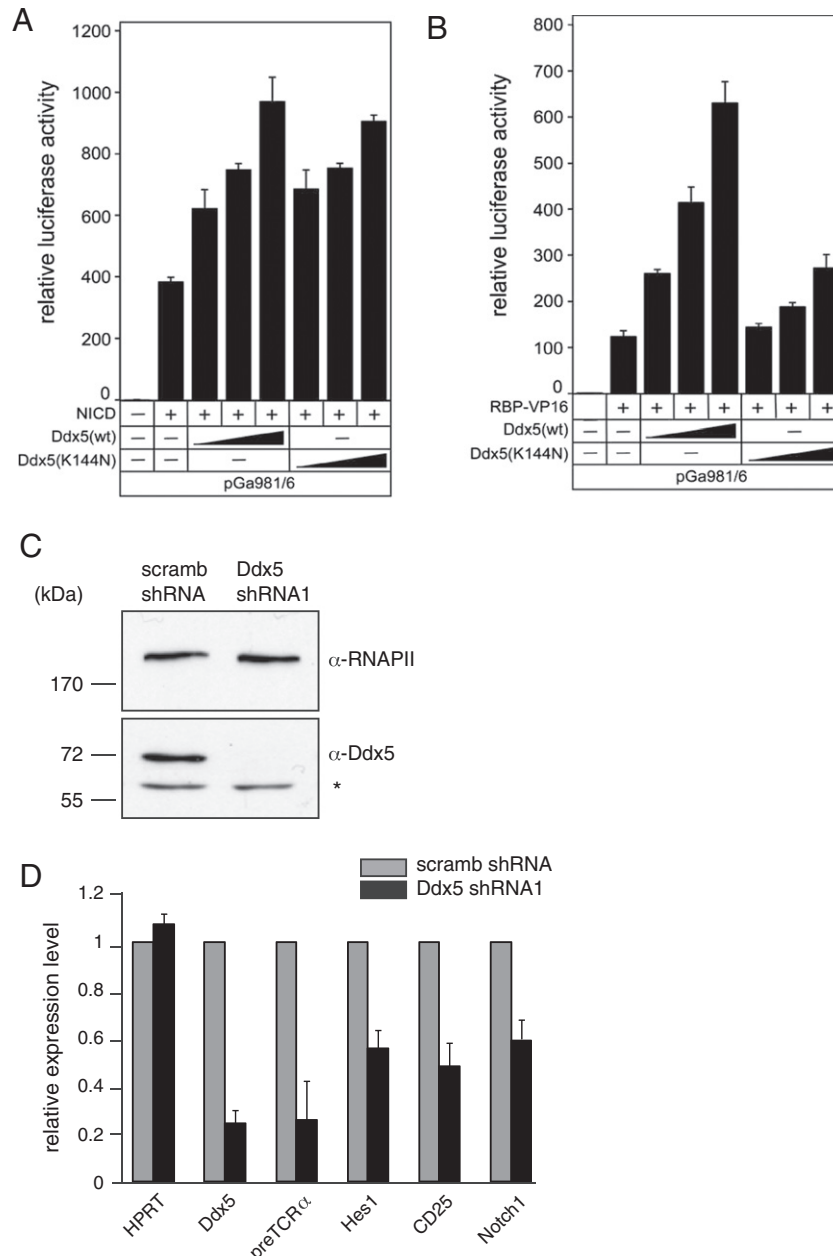 A
relative luciferase activity
1200
1000
800
600
400
200
0
NICD — + + + + + + +
Ddx5(wt) — — —
Ddx5(K144N) — — —
pGa981/6
B
relative luciferase activity
800
700
600
500
400
300
200
100
0
RBP-VP16 — + + + + + + +
Ddx5(wt) — — —
Ddx5(K144N) — — —
pGa981/6
C
(kDa)
scramb shRNA
Ddx5 shRNA1
170
α-RNAPII
72
α-Ddx5
55
*
D
scramb shRNA
Ddx5 shRNA1
relative expression level
1.2
1
0.8
0.6
0.4
0.2
0
HPRT
Ddx5
preTCRα
Hes1
CD25
Notch1